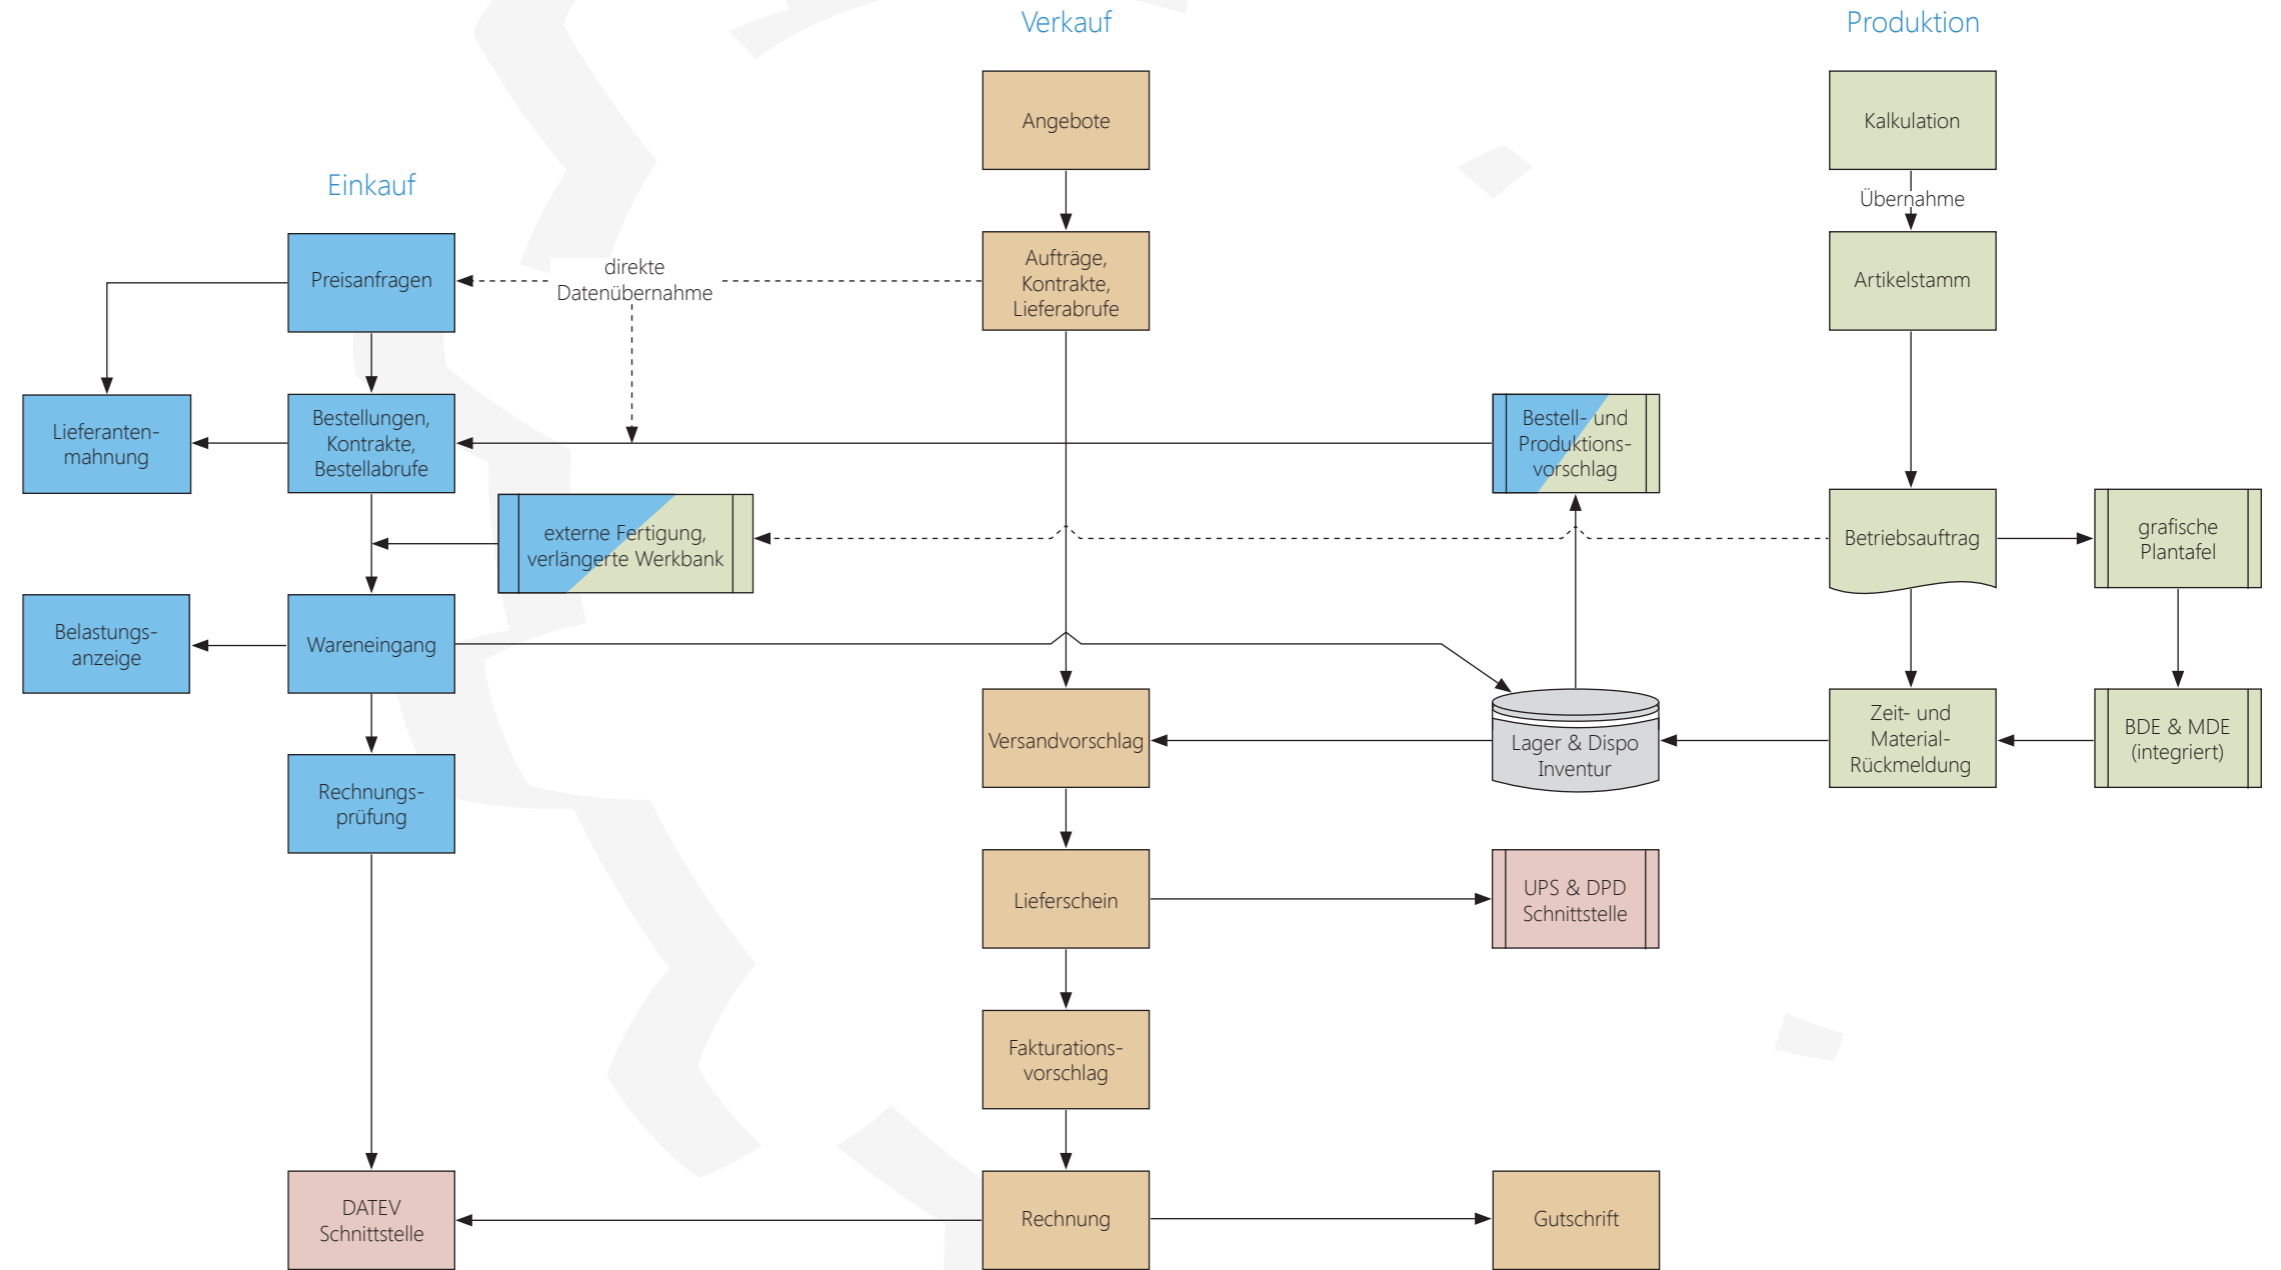 Verkauf
Produktion
Angebote
Kalkulation
Übernahme
Einkauf
Preisanfragen
direkte
Datenübernahme
Aufträge,
Kontrakte,
Lieferabrufe
Artikelstamm
Lieferanten-
mahnung
Bestellungen,
Kontrakte,
Bestellabrufe
Bestell- und
Produktions-
vorschlag
externe Fertigung,
verlängerte Werkbank
Betriebsauftrag
grafische
Plantafel
Belastungs-
anzeige
Wareneingang
Versandvorschlag
Lager & Dispo
Inventur
Zeit- und
Material-
Rückmeldung
BDE & MDE
(integriert)
Rechnungs-
prüfung
Lieferschein
UPS & DPD
Schnittstelle
Fakturations-
vorschlag
DATEV
Schnittstelle
Rechnung
Gutschrift